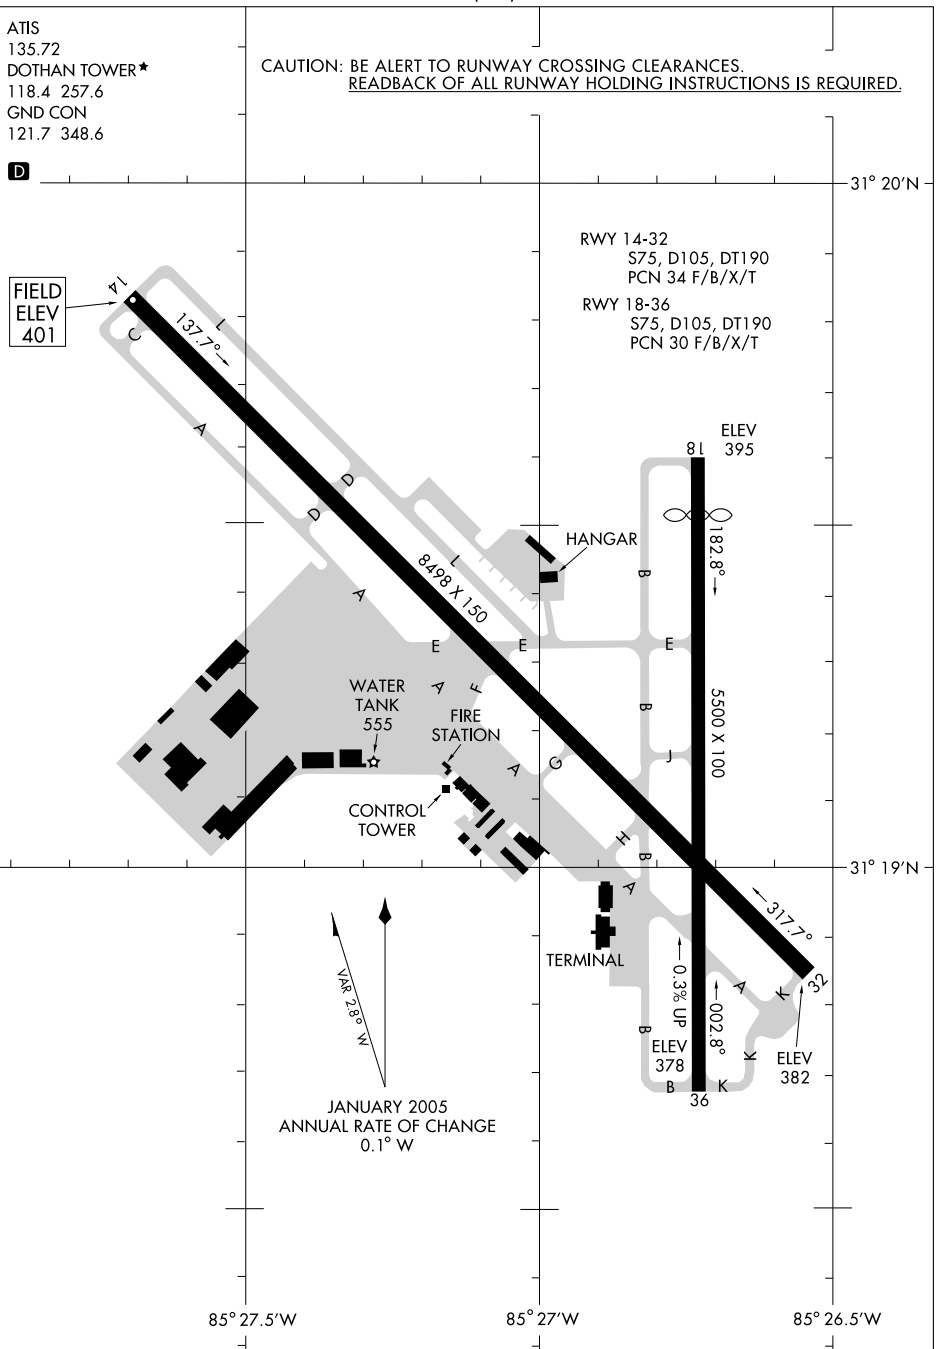 ATIS
135.72
DOTHAN TOWER★
118.4 257.6
GND CON
121.7 348.6
D
CAUTION: BE ALERT TO RUNWAY CROSSING CLEARANCES.
READBACK OF ALL RUNWAY HOLDING INSTRUCTIONS IS REQUIRED.
31° 20'N
RWY 14-32
S75, D105, DT190
PCN 34 F/B/X/T
RWY 18-36
S75, D105, DT190
PCN 30 F/B/X/T
FIELD
ELEV
401
14
C
137.7°
L
A
D
D
ELEV
395
18
182.8°
HANGAR
L
8498 X 150
A
B
E
E
E
A
F
WATER
TANK
555
FIRE
STATION
B
5500 X 100
J
A
G
CONTROL
TOWER
H
B
31° 19'N
A
317.7°
TERMINAL
32
0.3% UP
002.8°
A
K
B
K
ELEV
378
ELEV
382
B
K
36
VAR 2.8° W
JANUARY 2005
ANNUAL RATE OF CHANGE
0.1° W
85° 27.5'W
85° 27'W
85° 26.5'W